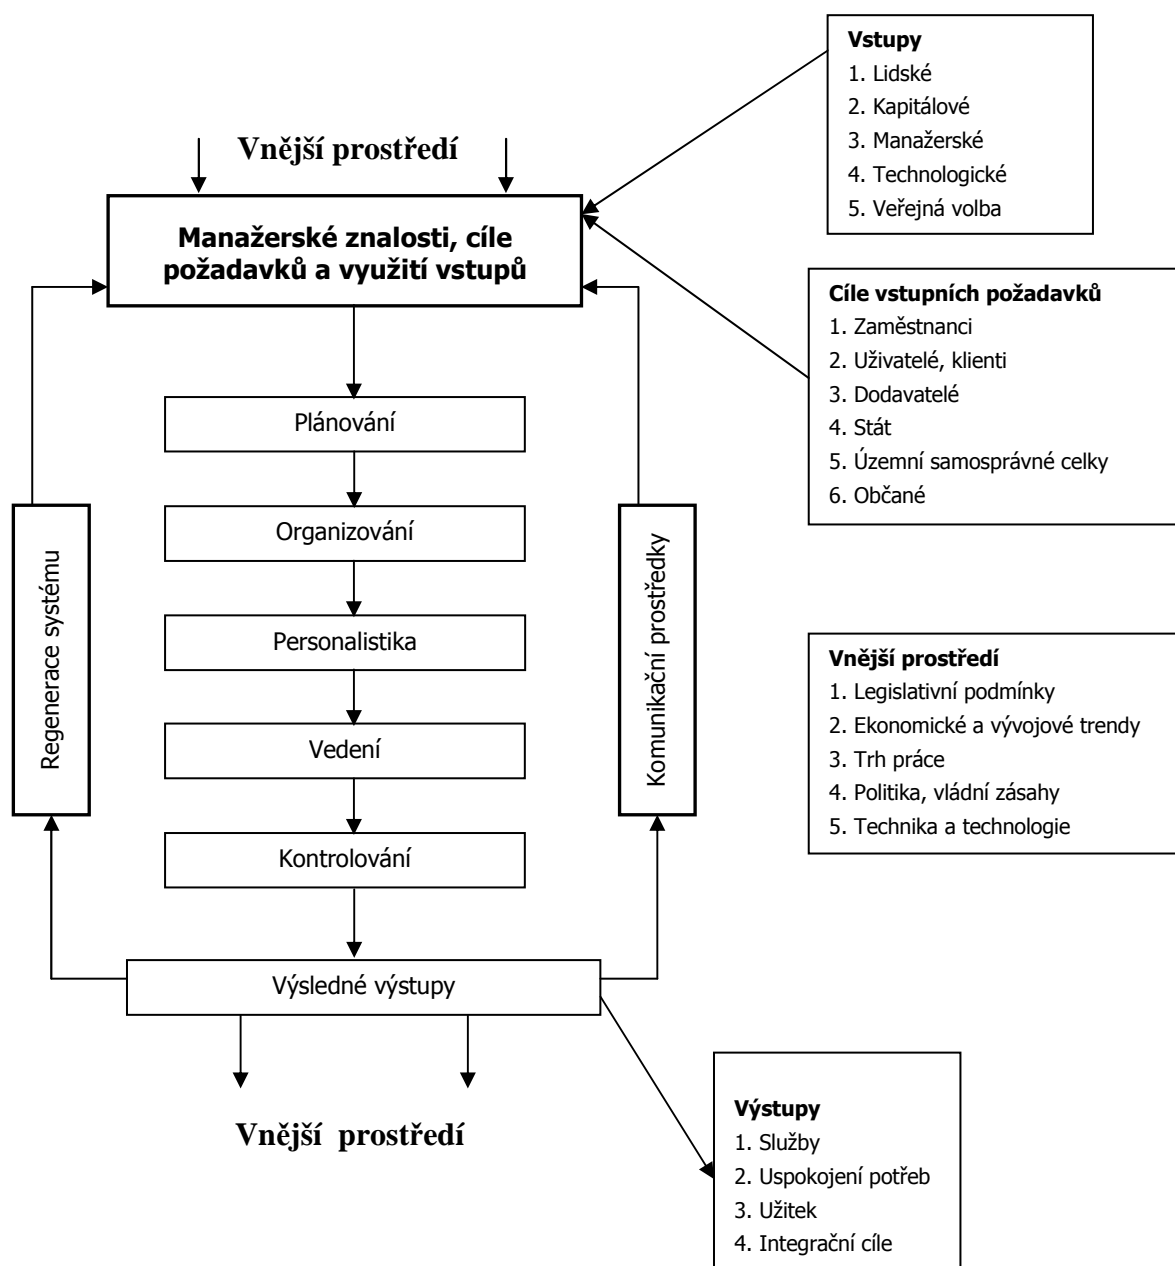 Vstupy
1. Lidské
2. Kapitálové
3. Manažerské
4. Technologické
5. Veřejná volba
Vnější prostředí
Manažerské znalosti, cíle
požadavků a využití vstupů
Cíle vstupních požadavků
1. Zaměstnanci
2. Uživatelé, klienti
3. Dodavatelé
4. Stát
5. Územní samosprávné celky
6. Občané
Plánování
Organizování
Personalistika
Vedení
Kontrolování
Regenerace systému
Komunikační prostředky
Vnější prostředí
1. Legislativní podmínky
2. Ekonomické a vývojové trendy
3. Trh práce
4. Politika, vládní zásahy
5. Technika a technologie
Výsledné výstupy
Vnější prostředí
Výstupy
1. Služby
2. Uspokojení potřeb
3. Užitek
4. Integrační cíle